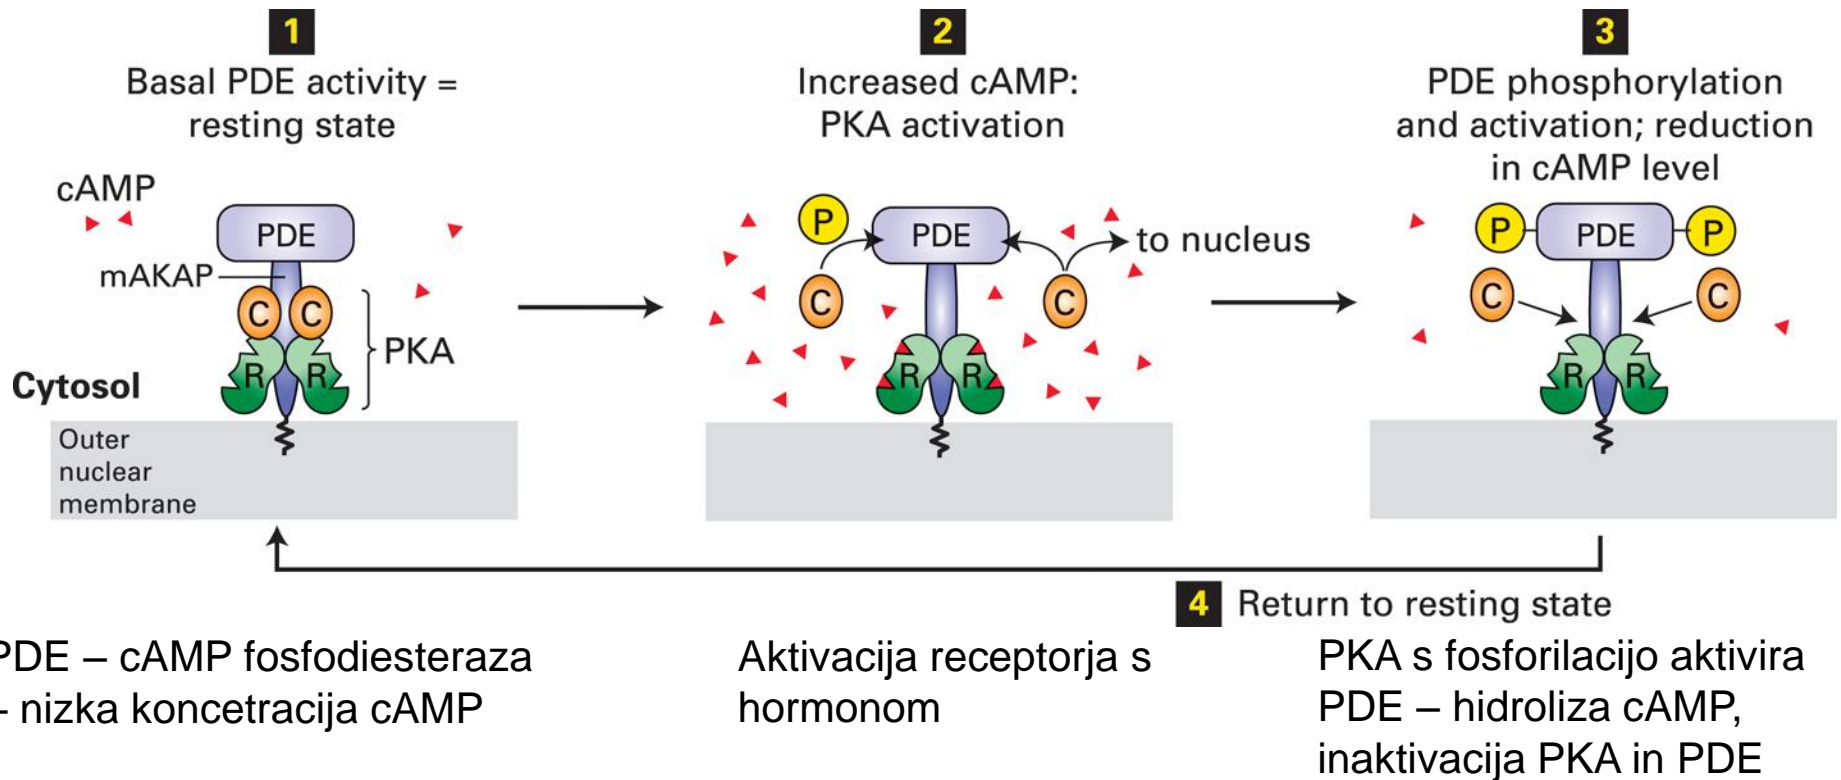 1
Basal PDE activity =
resting state
cAMP
PDE
mAKAP
C C
PKA
R R
Cytosol
Outer
nuclear
membrane
2
Increased cAMP:
PKA activation
P
PDE
to nucleus
C C
R R
3
PDE phosphorylation
and activation; reduction
in cAMP level
P PDE P
C C
R R
4 Return to resting state
PDE – cAMP fosfodiesteraza
- nizka koncetracija cAMP
Aktivacija receptorja s
hormonom
PKA s fosforilacijo aktivira
PDE – hidroliza cAMP,
inaktivacija PKA in PDE